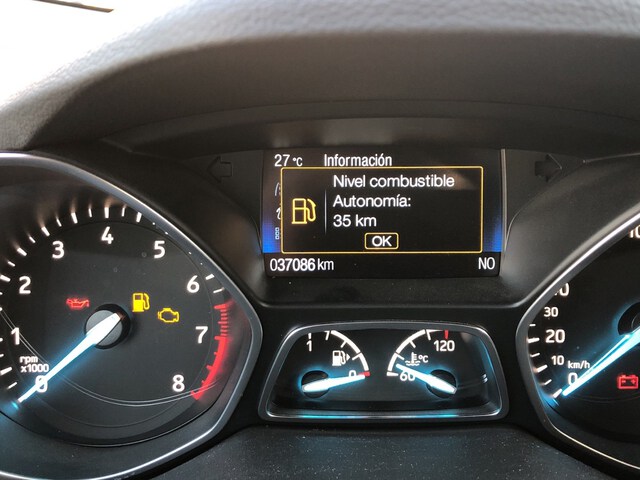 27 °C Información
Nivel combustible
Autonomía:
35 km
OK
037086 km NO
1
2
3
4
5
6
7
8
0
rpm
x1000
1
0
60
120
°C
30
20
10
0
km/h